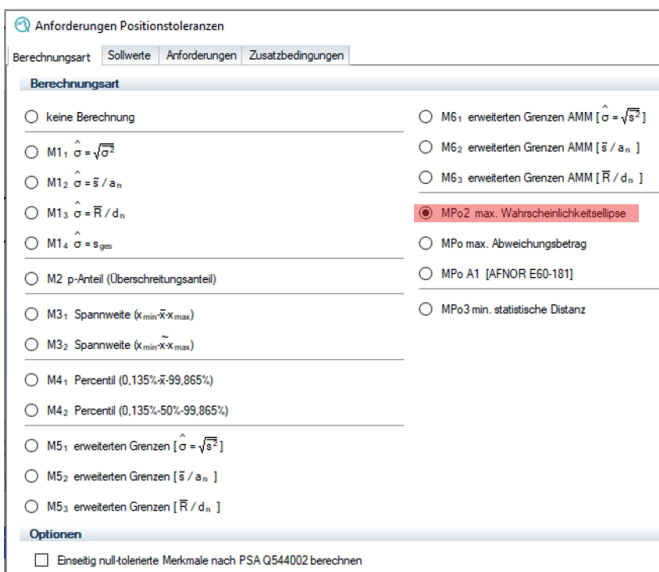 Anforderungen Positionstoleranzen
Berechnungsart Sollwerte Anforderungen Zusatzbedingungen
Berechnungsart
keine Berechnung
M1₁ σ̂ = √σ̅²
M1₂ σ̂ = s̅ / aₙ
M1₃ σ̂ = R̅ / dₙ
M1₄ σ̂ = s_ges
M2 p-Anteil (Überschreitungsanteil)
M3₁ Spannweite (x_min-x̅-x_max)
M3₂ Spannweite (x_min-x̃-x_max)
M4₁ Percentil (0,135%-x̅-99,865%)
M4₂ Percentil (0,135%-50%-99,865%)
M5₁ erweiterten Grenzen [ σ̂ = √s̅² ]
M5₂ erweiterten Grenzen [ s̅ / aₙ ]
M5₃ erweiterten Grenzen [ R̅ / dₙ ]
M6₁ erweiterten Grenzen AMM [ σ̂ = √s̅² ]
M6₂ erweiterten Grenzen AMM [ s̅ / aₙ ]
M6₃ erweiterten Grenzen AMM [ R̅ / dₙ ]
MPo2 max. Wahrscheinlichkeitsellipse
MPo max. Abweichungsbetrag
MPo A1 [AFNOR E60-181]
MPo3 min. statistische Distanz
Optionen
Einseitig null-tolerierte Merkmale nach PSA Q544002 berechnen